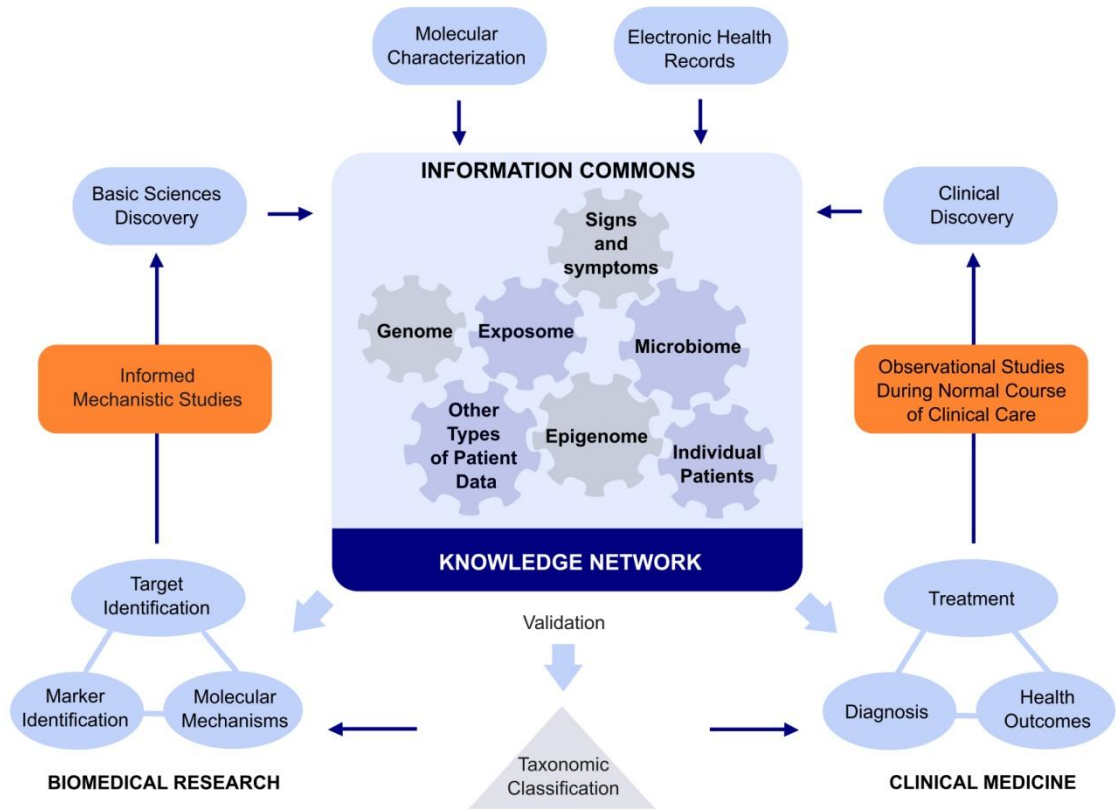 Molecular
Characterization
Electronic Health
Records
Basic Sciences
Discovery
INFORMATION COMMONS
Clinical
Discovery
Signs
and
symptoms
Genome
Exposome
Microbiome
Informed
Mechanistic Studies
Observational Studies
During Normal Course
of Clinical Care
Other
Types
of Patient
Data
Epigenome
Individual
Patients
KNOWLEDGE NETWORK
Target
Identification
Validation
Treatment
Marker
Identification
Molecular
Mechanisms
Diagnosis
Health
Outcomes
Taxonomic
Classification
BIOMEDICAL RESEARCH
CLINICAL MEDICINE